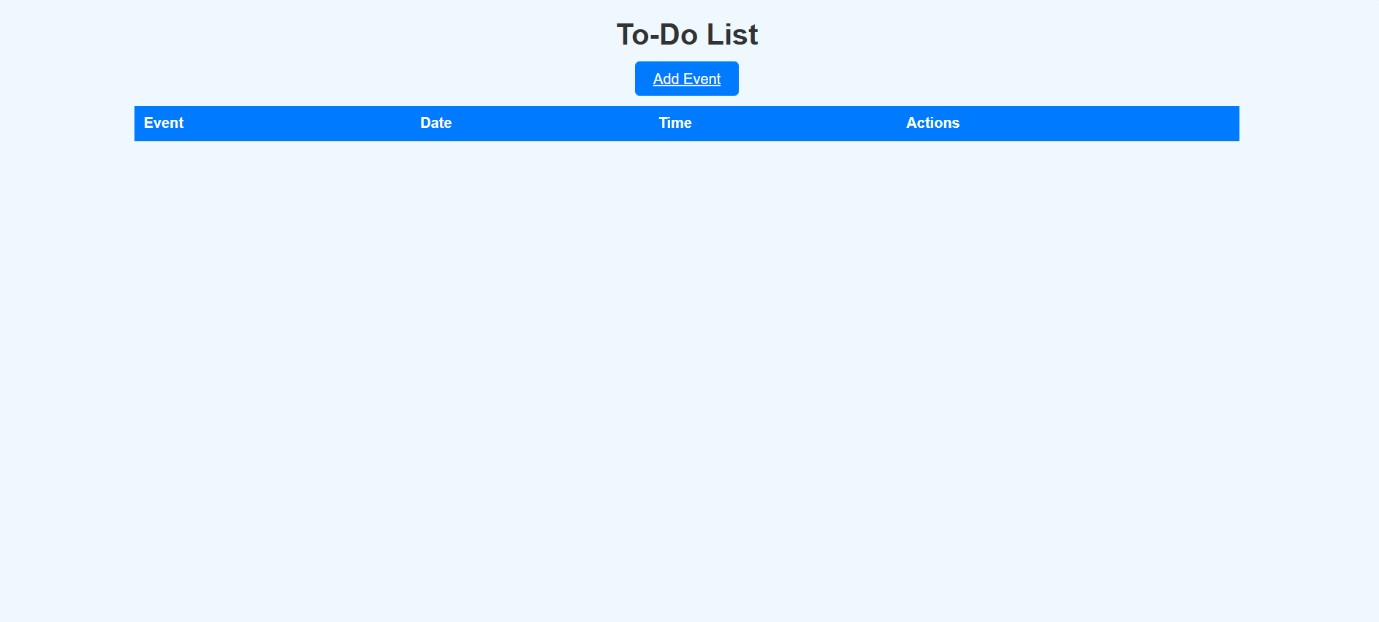 To-Do List
Add Event
Event Date Time Actions